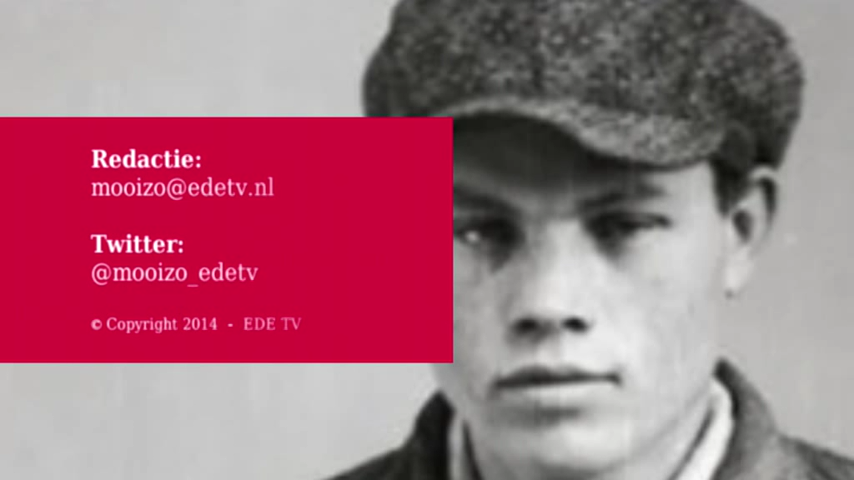 Redactie:
mooizo@edetv.nl
Twitter:
@mooizo_edetv
© Copyright 2014 - EDE TV